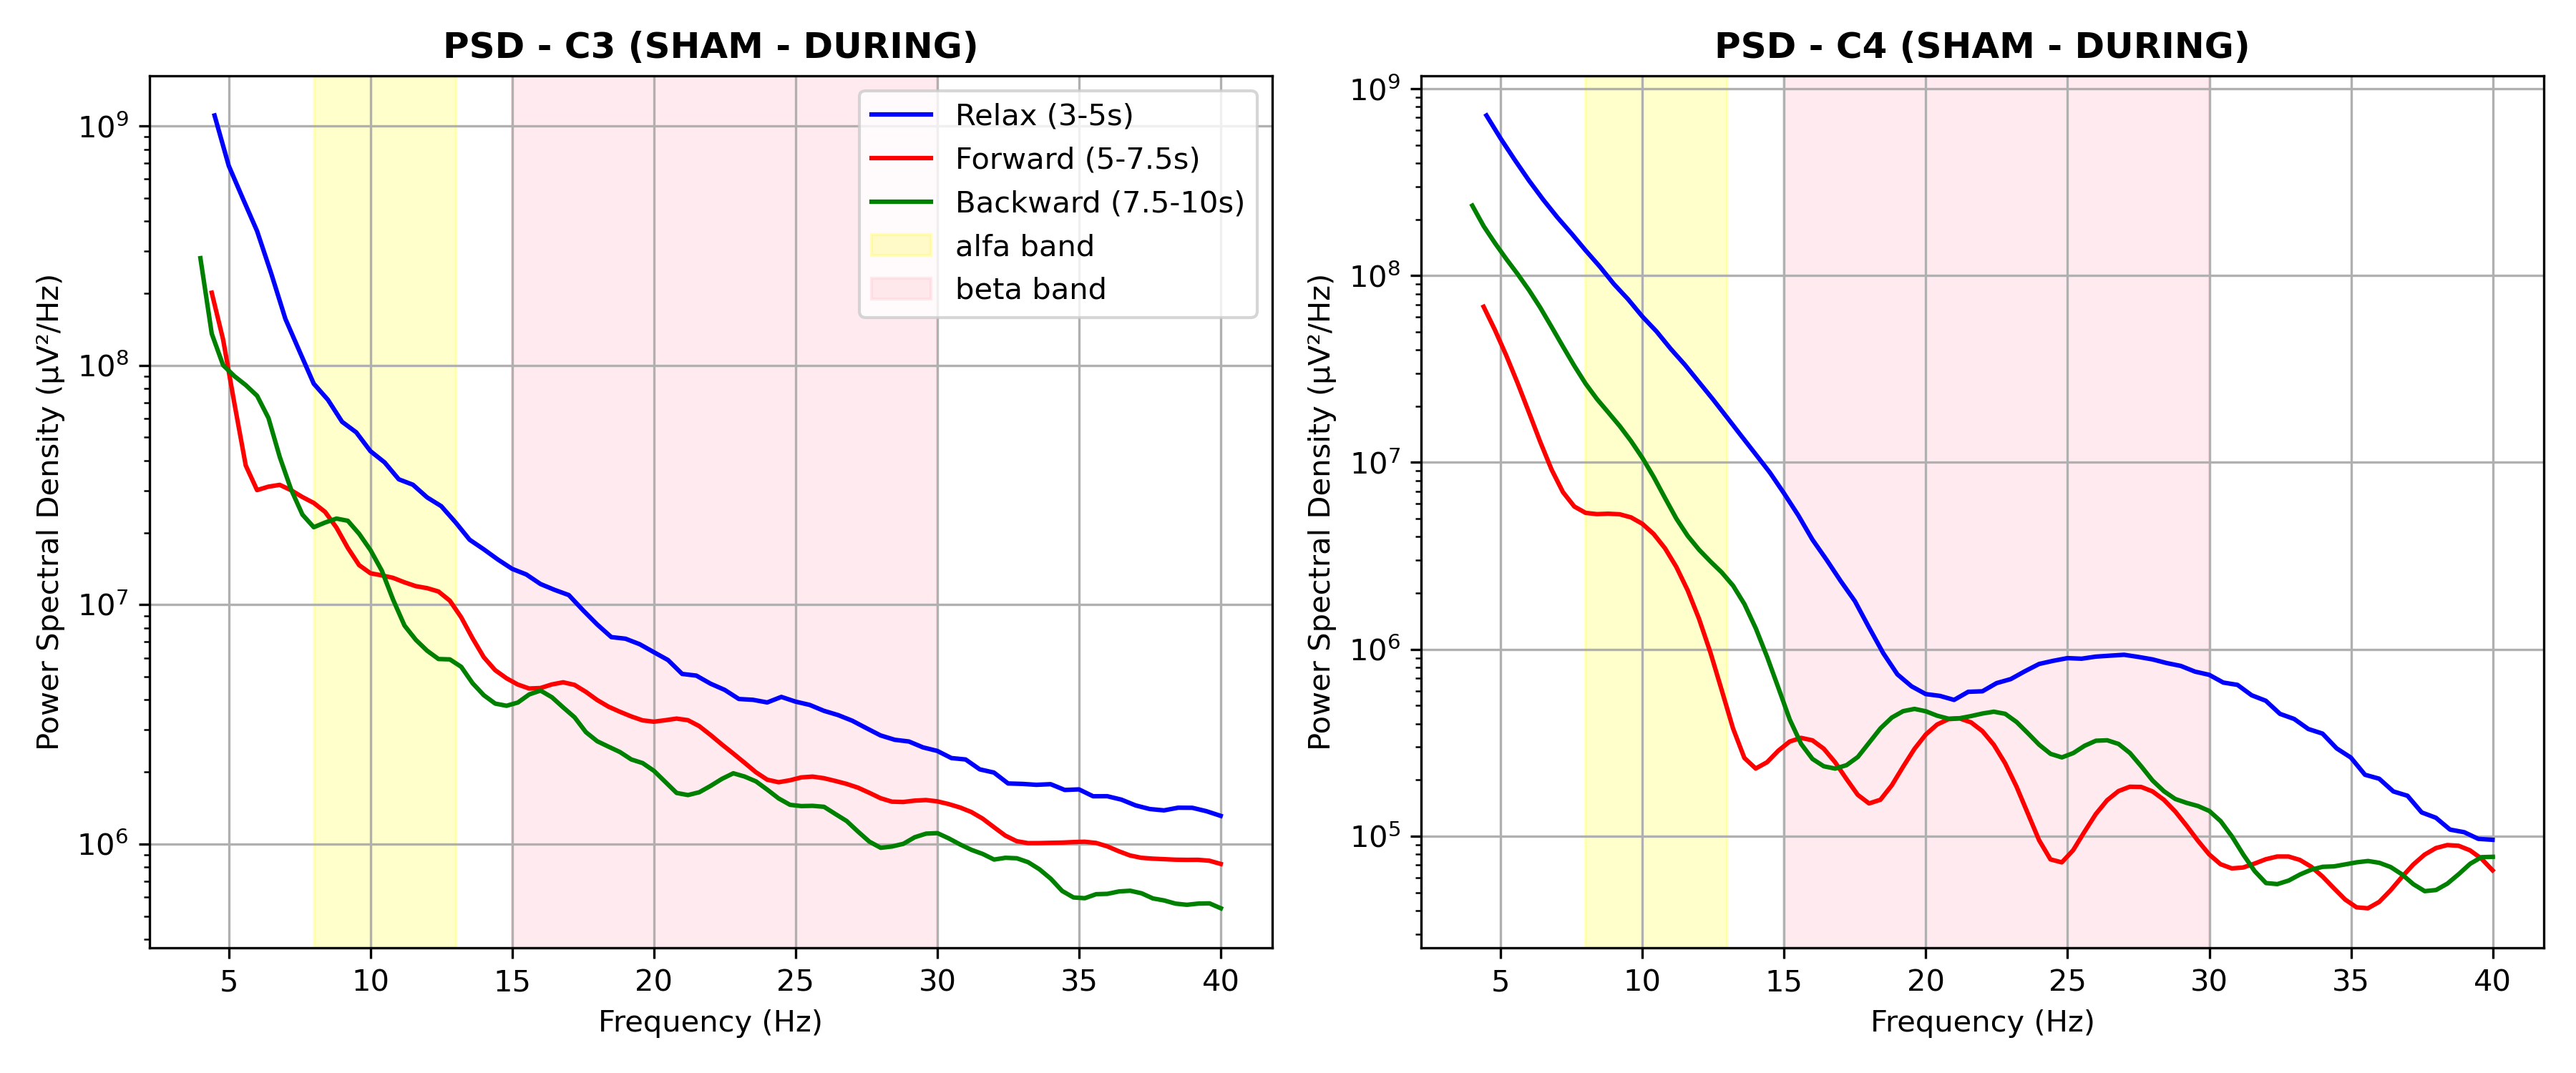 PSD - C3 (SHAM - DURING)
Power Spectral Density (µV²/Hz)
10⁹
10⁸
10⁷
10⁶
5 10 15 20 25 30 35 40
Frequency (Hz)
Relax (3-5s)
Forward (5-7.5s)
Backward (7.5-10s)
alfa band
beta band
PSD - C4 (SHAM - DURING)
Power Spectral Density (µV²/Hz)
10⁹
10⁸
10⁷
10⁶
10⁵
5 10 15 20 25 30 35 40
Frequency (Hz)